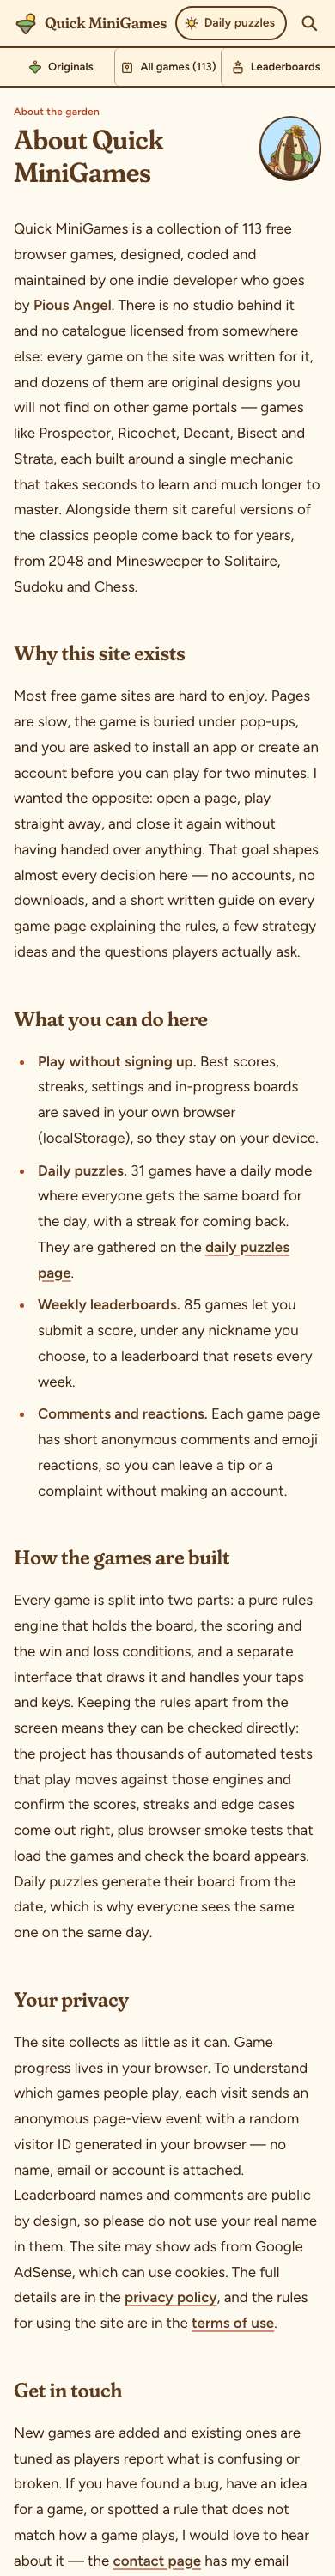 Quick MiniGames
Daily puzzles
Originals
All games (113)
Leaderboards
About the garden
About Quick
MiniGames
Quick MiniGames is a collection of 113 free
browser games, designed, coded and
maintained by one indie developer who goes
by Pious Angel. There is no studio behind it
and no catalogue licensed from somewhere
else: every game on the site was written for it,
and dozens of them are original designs you
will not find on other game portals — games
like Prospector, Ricochet, Decant, Bisect and
Strata, each built around a single mechanic
that takes seconds to learn and much longer to
master. Alongside them sit careful versions of
the classics people come back to for years,
from 2048 and Minesweeper to Solitaire,
Sudoku and Chess.
Why this site exists
Most free game sites are hard to enjoy. Pages
are slow, the game is buried under pop-ups,
and you are asked to install an app or create an
account before you can play for two minutes. I
wanted the opposite: open a page, play
straight away, and close it again without
having handed over anything. That goal shapes
almost every decision here — no accounts, no
downloads, and a short written guide on every
game page explaining the rules, a few strategy
ideas and the questions players actually ask.
What you can do here
• Play without signing up. Best scores,
streaks, settings and in-progress boards
are saved in your own browser
(localStorage), so they stay on your device.
• Daily puzzles. 31 games have a daily mode
where everyone gets the same board for
the day, with a streak for coming back.
They are gathered on the daily puzzles
page.
• Weekly leaderboards. 85 games let you
submit a score, under any nickname you
choose, to a leaderboard that resets every
week.
• Comments and reactions. Each game page
has short anonymous comments and emoji
reactions, so you can leave a tip or a
complaint without making an account.
How the games are built
Every game is split into two parts: a pure rules
engine that holds the board, the scoring and
the win and loss conditions, and a separate
interface that draws it and handles your taps
and keys. Keeping the rules apart from the
screen means they can be checked directly:
the project has thousands of automated tests
that play moves against those engines and
confirm the scores, streaks and edge cases
come out right, plus browser smoke tests that
load the games and check the board appears.
Daily puzzles generate their board from the
date, which is why everyone sees the same
one on the same day.
Your privacy
The site collects as little as it can. Game
progress lives in your browser. To understand
which games people play, each visit sends an
anonymous page-view event with a random
visitor ID generated in your browser — no
name, email or account is attached.
Leaderboard names and comments are public
by design, so please do not use your real name
in them. The site may show ads from Google
AdSense, which can use cookies. The full
details are in the privacy policy, and the rules
for using the site are in the terms of use.
Get in touch
New games are added and existing ones are
tuned as players report what is confusing or
broken. If you have found a bug, have an idea
for a game, or spotted a rule that does not
match how a game plays, I would love to hear
about it — the contact page has my email